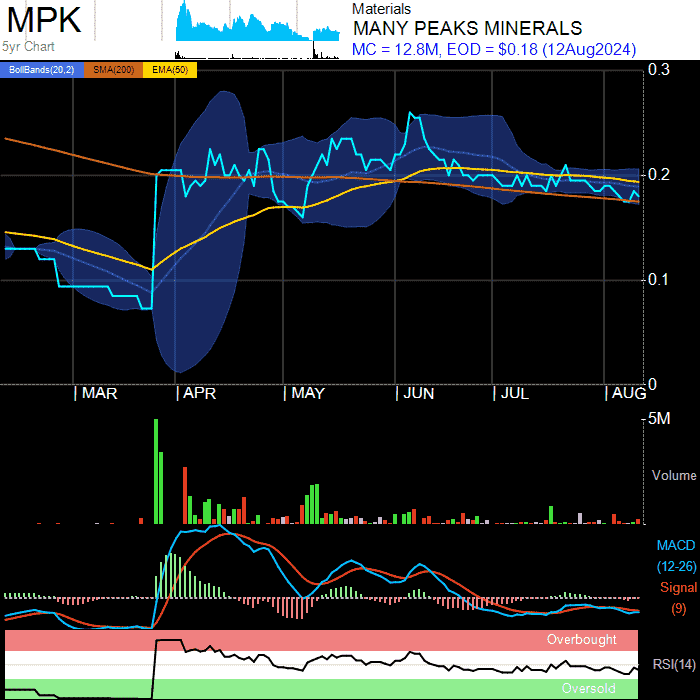 MPK
5yr Chart
Materials
MANY PEAKS MINERALS
MC = 12.8M, EOD = $0.18 (12Aug2024)
BollBands(20,2) SMA(200) EMA(50)
0.3
0.2
0.1
0
| MAR | APR | MAY | JUN | JUL | AUG
5M
Volume
MACD
(12-26)
Signal
(9)
Overbought
RSI(14)
Oversold